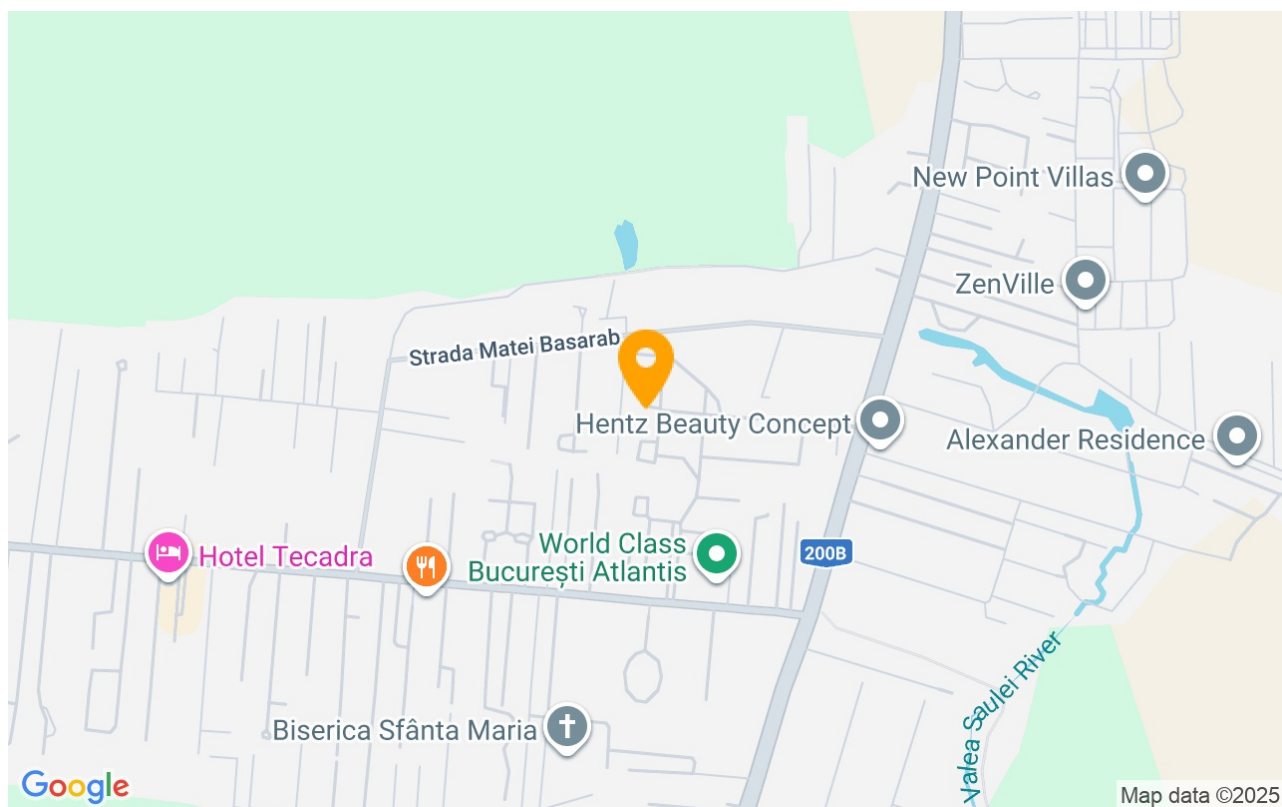 New Point Villas
ZenVille
Strada Matei Basarab
Hentz Beauty Concept
Alexander Residence
World Class
București Atlantis
200B
Hotel Tecadra
Valea Saulei River
Biserica Sfânta Maria
Google
Map data ©2025